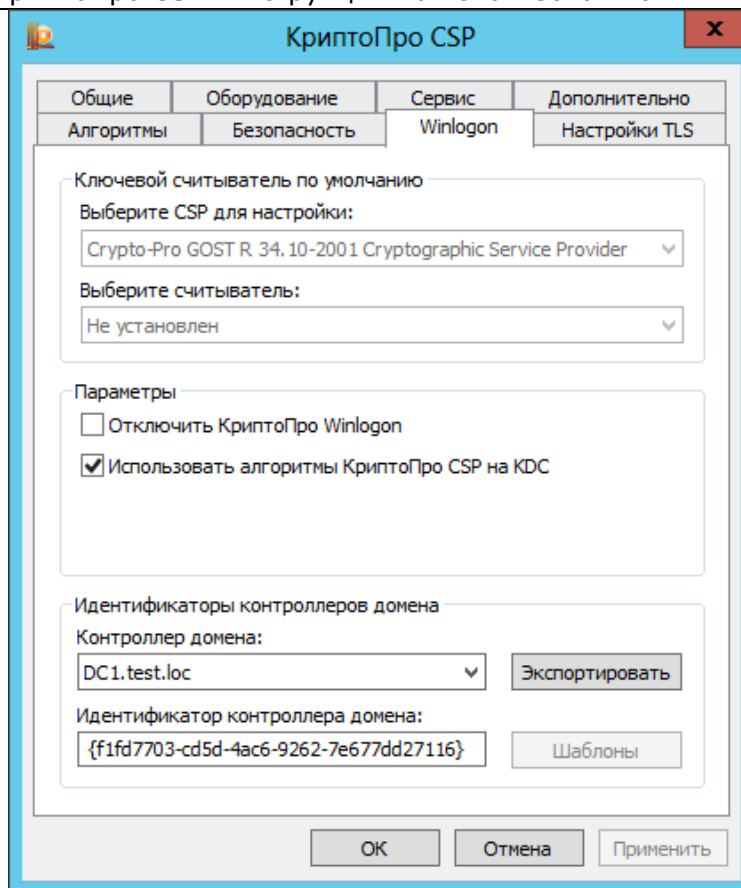 КриптоПро CSP
x
Общие Оборудование Сервис Дополнительно
Алгоритмы Безопасность Winlogon Настройки TLS
Ключевой считыватель по умолчанию
Выберите CSP для настройки:
Crypto-Pro GOST R 34.10-2001 Cryptographic Service Provider
Выберите считыватель:
Не установлен
Параметры
Отключить КриптоПро Winlogon
Использовать алгоритмы КриптоПро CSP на KDC
Идентификаторы контроллеров домена
Контроллер домена:
DC1.test.loc Экспортировать
Идентификатор контроллера домена:
{f1fd7703-cd5d-4ac6-9262-7e677dd27116} Шаблоны
ОК Отмена Применить